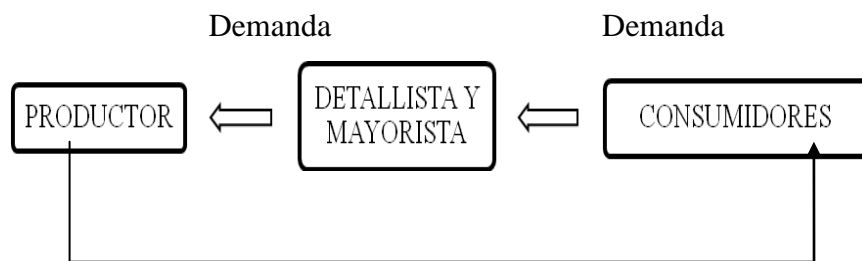 Demanda Demanda
PRODUCTOR
DETALLISTA Y
MAYORISTA
CONSUMIDORES